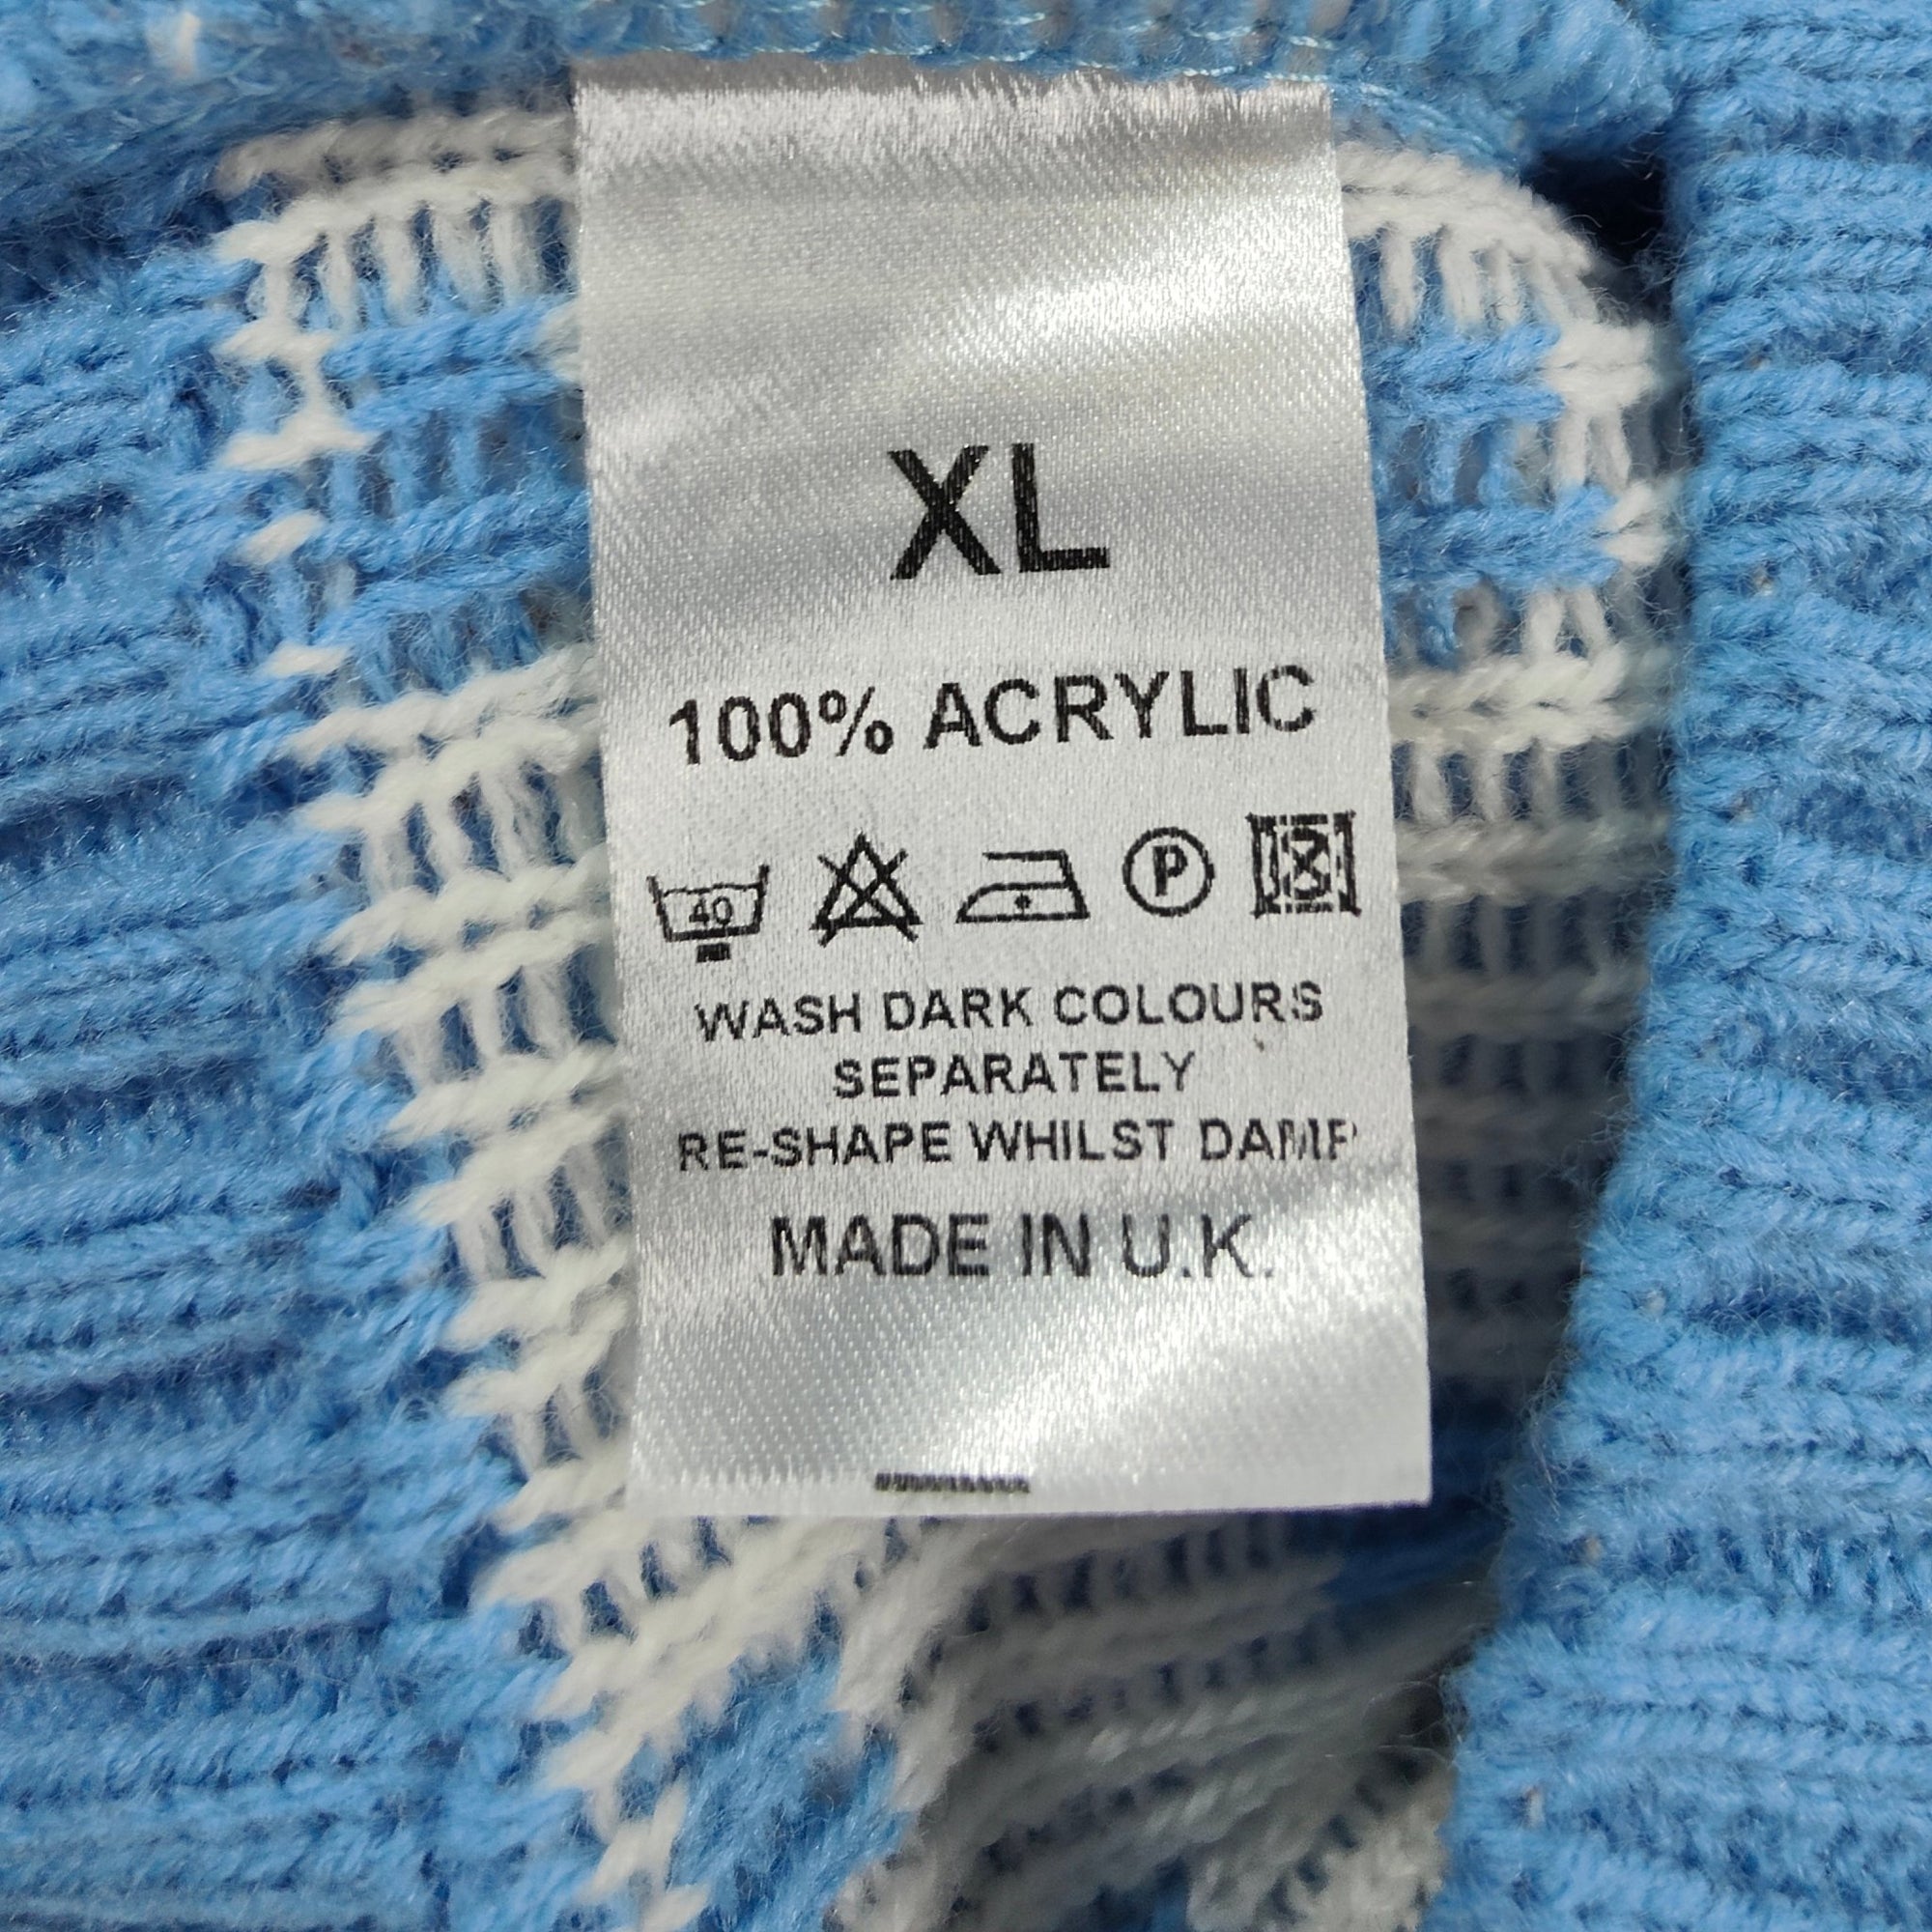 XL
100% ACRYLIC
40 P
WASH DARK COLOURS
SEPARATELY
RE-SHAPE WHILST DAMP
MADE IN U.K.